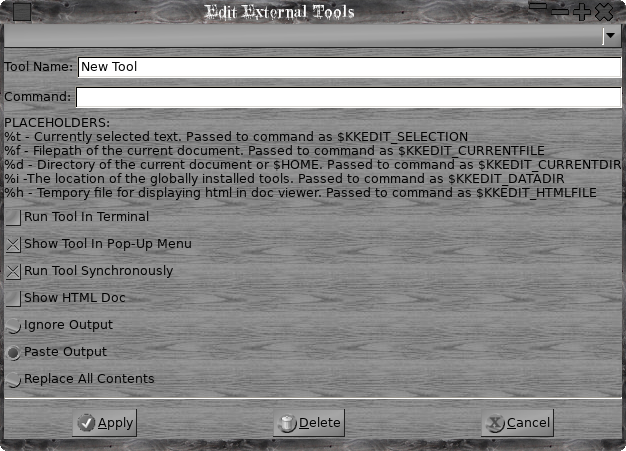 Edit External Tools
Tool Name: New Tool
Command:
PLACEHOLDERS:
%t - Currently selected text. Passed to command as $KKEDIT_SELECTION
%f - Filepath of the current document. Passed to command as $KKEDIT_CURRENTFILE
%d - Directory of the current document or $HOME. Passed to command as $KKEDIT_CURRENTDIR
%i -The location of the globally installed tools. Passed to command as $KKEDIT_DATADIR
%h - Tempory file for displaying html in doc viewer. Passed to command as $KKEDIT_HTMLFILE
Run Tool In Terminal
Show Tool In Pop-Up Menu
Run Tool Synchronously
Show HTML Doc
Ignore Output
Paste Output
Replace All Contents
Apply Delete Cancel